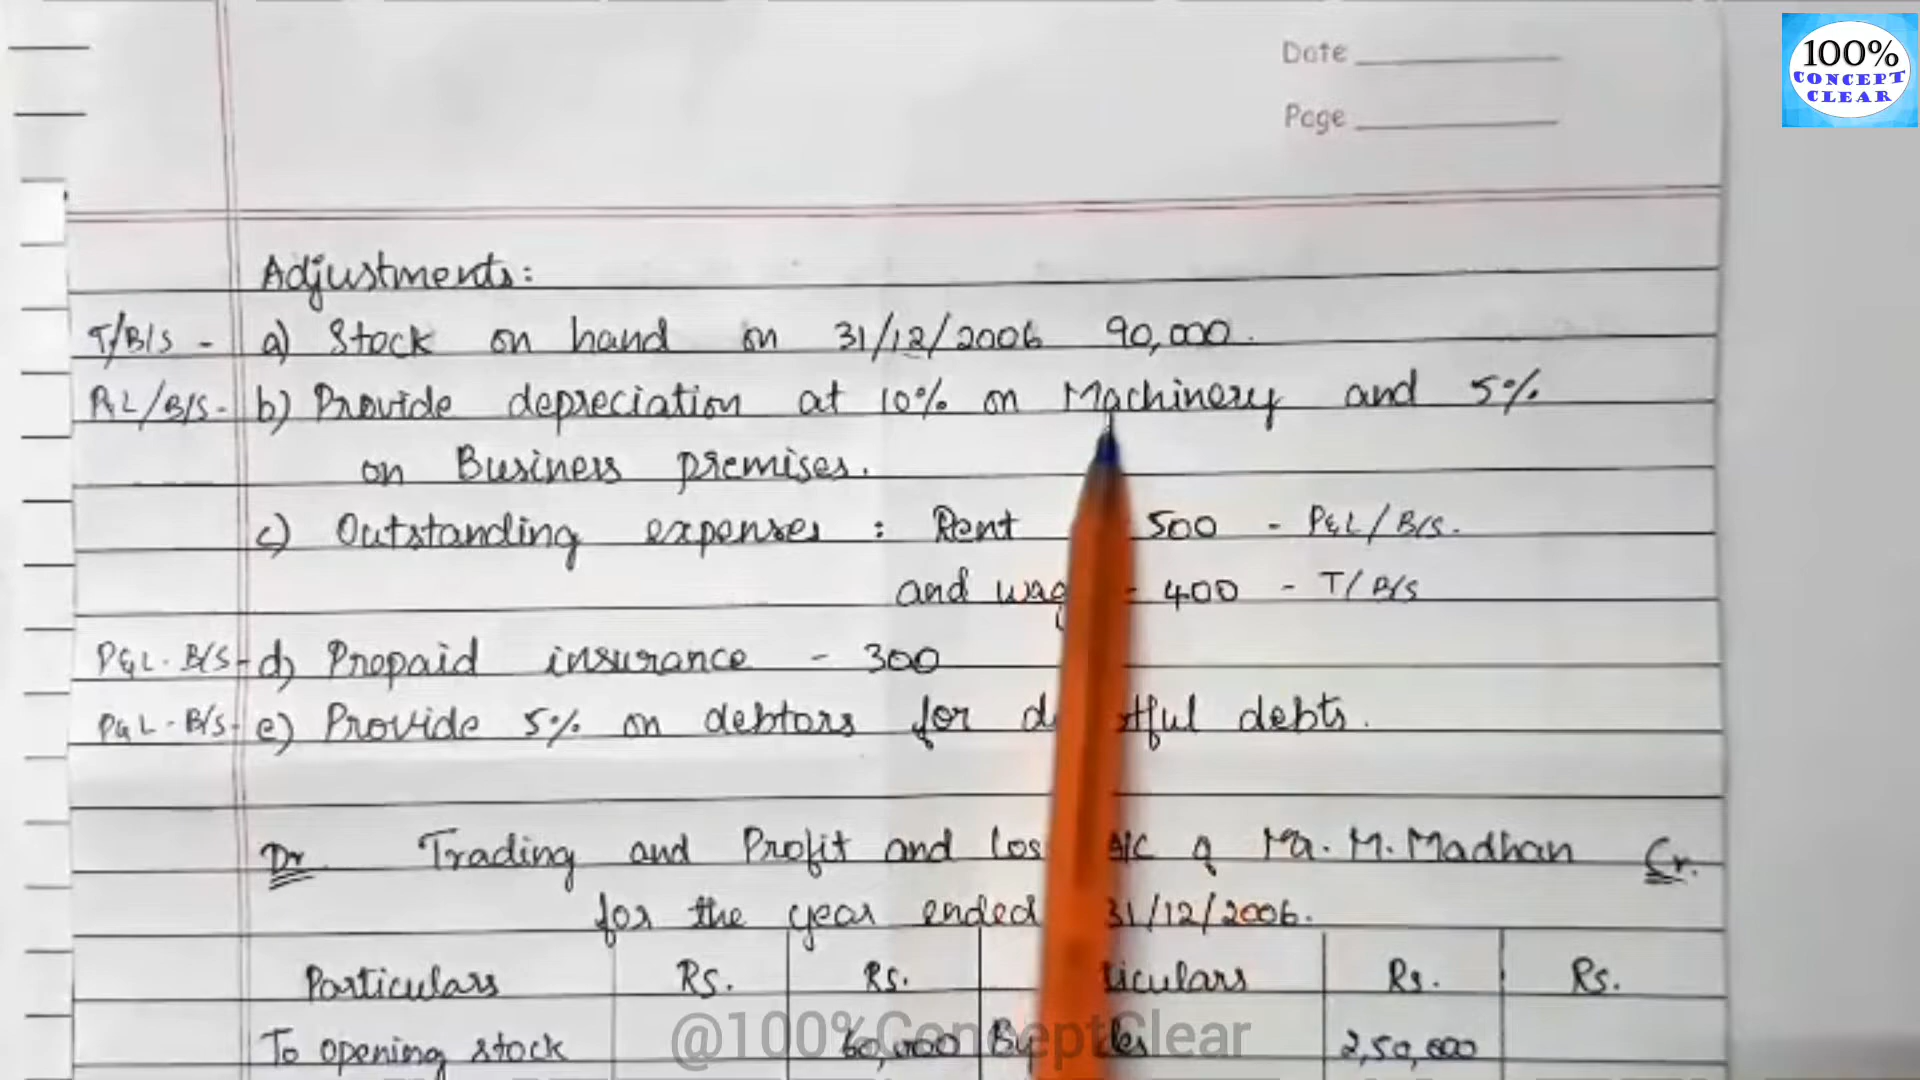 100%
CONCEPT
CLEAR
Date
Page
Adjustments:
T/B/S - a) Stock on hand on 31/12/2006 90,000.
P&L/B/S - b) Provide depreciation at 10% on Machinery and 5%
on Business premises.
c) Outstanding expenses : Rent 500 - P&L/B/S.
and - 400 - T/B/S
P&L - B/S - d) Prepaid insurance - 300
P&L - B/S - e) Provide 5% on debtors for debts.
Dr Trading and Profit and A/C of Mr. M. Madhan Cr.
for the year ended 31/12/2006.
Particulars Rs. Rs. Rs. Rs.
To opening stock 60,000 By 2,50,000
@100%ConceptClear